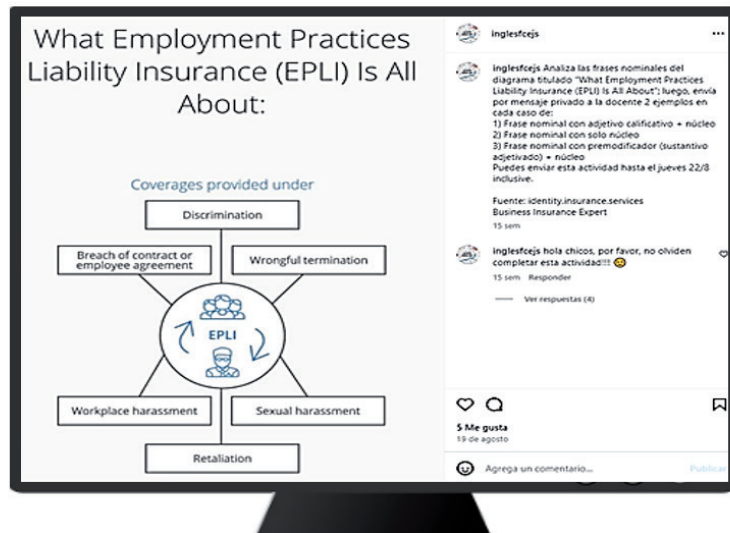 What Employment Practices
Liability Insurance (EPLI) Is All
About:
Coverages provided under
Discrimination
Breach of contract or
employee agreement
Wrongful termination
EPLI
Workplace harassment
Sexual harassment
Retaliation
inglesfcejs
inglesfcejs Analiza las frases nominales del
diagrama titulado "What Employment Practices
Liability Insurance (EPLI) Is All About"; luego, envía
por mensaje privado a la docente 2 ejemplos en
cada caso de:
1) Frase nominal con adjetivo calificativo + núcleo
2) Frase nominal con solo núcleo
3) Frase nominal con premodificador (sustantivo
adjetivado) + núcleo
Puedes enviar esta actividad hasta el jueves 22/8
inclusive.
Fuente: identity.insurance.services
Business Insurance Expert
15 sem
inglesfcejs hola chicos, por favor, no olviden
completar esta actividad!!!
15 sem Responder
Ver respuestas (4)
5 Me gusta
19 de agosto
Agrega un comentario...
Publicar